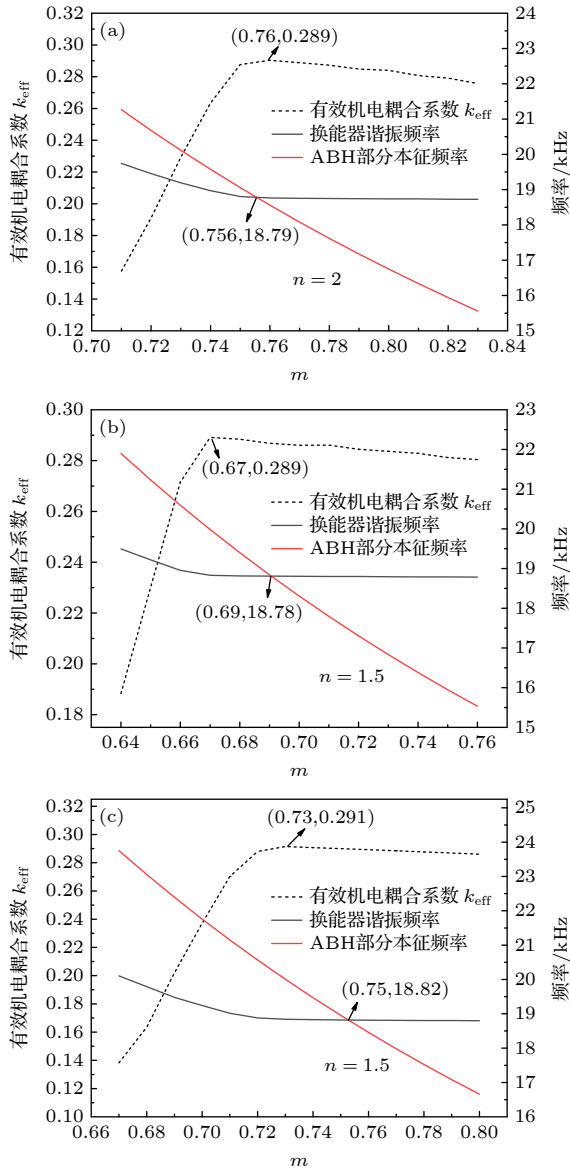 (a)
(0.76,0.289)
有效机电耦合系数 keff
换能器谐振频率
ABH部分本征频率
(0.756,18.79)
n = 2
0.32
0.30
0.28
0.26
0.24
0.22
0.20
0.18
0.16
0.14
0.12
有效机电耦合系数 keff
24
23
22
21
20
19
18
17
16
15
频率/kHz
0.70 0.72 0.74 0.76 0.78 0.80 0.82 0.84
m
(b)
(0.67,0.289)
有效机电耦合系数 keff
换能器谐振频率
ABH部分本征频率
(0.69,18.78)
n = 1.5
0.30
0.28
0.26
0.24
0.22
0.20
0.18
有效机电耦合系数 keff
23
22
21
20
19
18
17
16
15
频率/kHz
0.64 0.66 0.68 0.70 0.72 0.74 0.76
m
(c)
(0.73,0.291)
有效机电耦合系数 keff
换能器谐振频率
ABH部分本征频率
(0.75,18.82)
n = 1.5
0.32
0.30
0.28
0.26
0.24
0.22
0.20
0.18
0.16
0.14
0.12
0.10
有效机电耦合系数 keff
25
24
23
22
21
20
19
18
17
16
频率/kHz
0.66 0.68 0.70 0.72 0.74 0.76 0.78 0.80
m